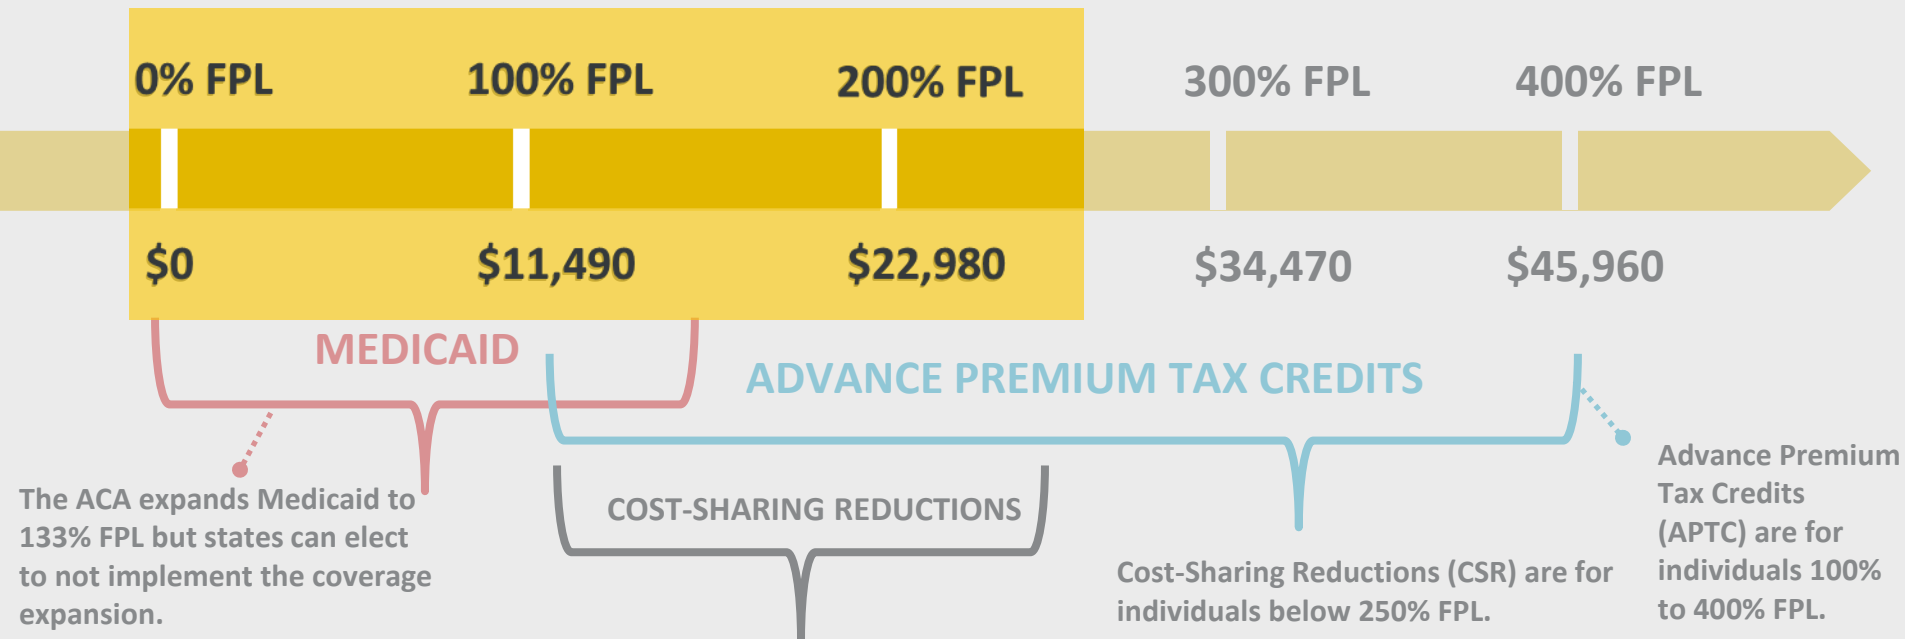 0% FPL
100% FPL
200% FPL
300% FPL
400% FPL
$0
$11,490
$22,980
$34,470
$45,960
MEDICAID
ADVANCE PREMIUM TAX CREDITS
The ACA expands Medicaid to
133% FPL but states can elect
to not implement the coverage
expansion.
COST-SHARING REDUCTIONS
Cost-Sharing Reductions (CSR) are for
individuals below 250% FPL.
Advance Premium
Tax Credits
(APTC) are for
individuals 100%
to 400% FPL.